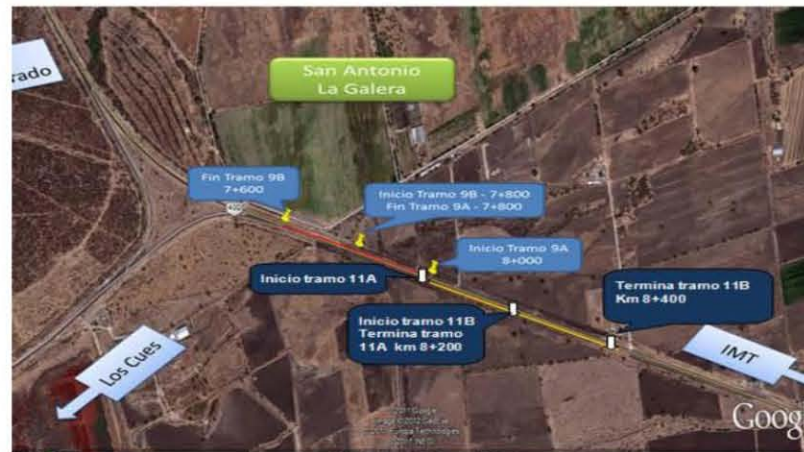 rado
San Antonio
La Galera
Fin Tramo 9B
7+600
Inicio Tramo 9B - 7+800
Fin Tramo 9A - 7+800
Inicio Tramo 9A
8+000
Inicio tramo 11A
Inicio tramo 11B
Termina tramo
11A km 8+200
Termina tramo 11B
Km 8+400
Los Cues
IMT
Goog